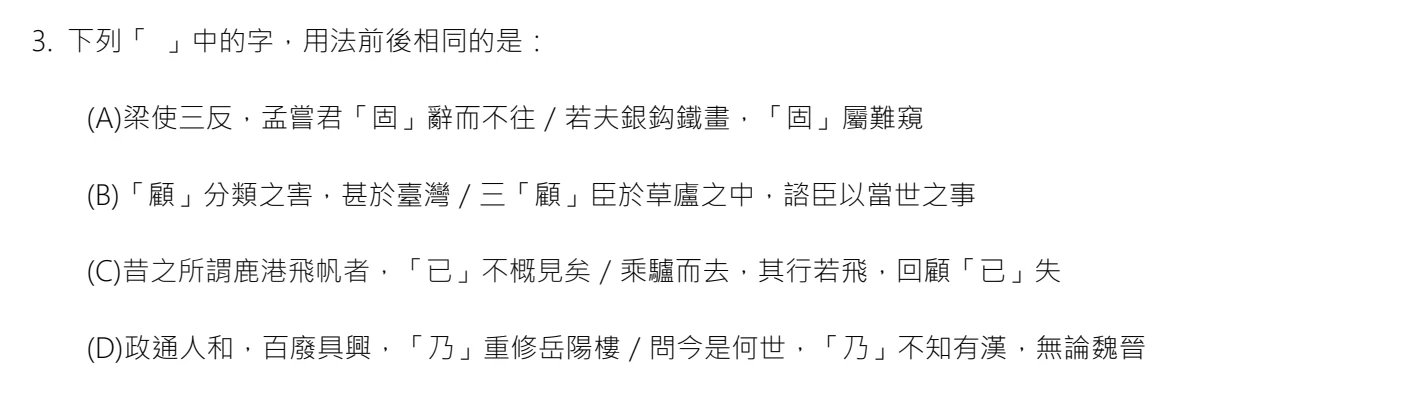 3. 下列「　」中的字，用法前後相同的是：
(A)梁使三反，孟嘗君「固」辭而不往 / 若夫銀鈎鐵畫，「固」屬難窺
(B)「顧」分類之害，甚於臺灣 / 三「顧」臣於草廬之中，諮臣以當世之事
(C)昔之所謂鹿港飛帆者，「已」不概見矣 / 乘驢而去，其行若飛，回顧「已」失
(D)政通人和，百廢具興，「乃」重修岳陽樓 / 問今是何世，「乃」不知有漢，無論魏晉